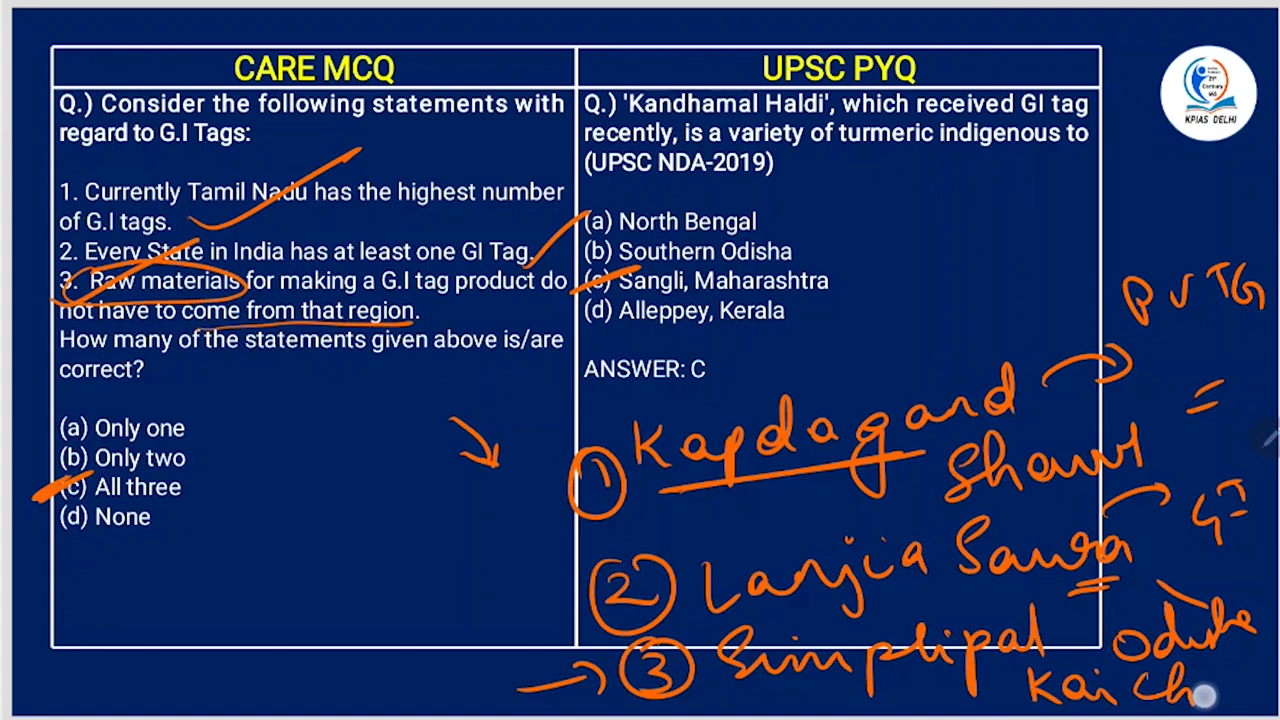 CARE MCQ
Q.) Consider the following statements with
regard to G.I Tags:
1. Currently Tamil Nadu has the highest number
of G.I tags.
2. Every State in India has at least one GI Tag.
3. Raw materials for making a G.I tag product do
not have to come from that region.
How many of the statements given above is/are
correct?
(a) Only one
(b) Only two
(c) All three
(d) None
UPSC PYQ
Q.) 'Kandhamal Haldi', which received GI tag
recently, is a variety of turmeric indigenous to
(UPSC NDA-2019)
(a) North Bengal
(b) Southern Odisha
(c) Sangli, Maharashtra
(d) Alleppey, Kerala
ANSWER: C
PVTG
1 Kapdagand
Shawl
2 Lanjia Saura
3 Simplipal
Kai Ch
KPIAS DELHI